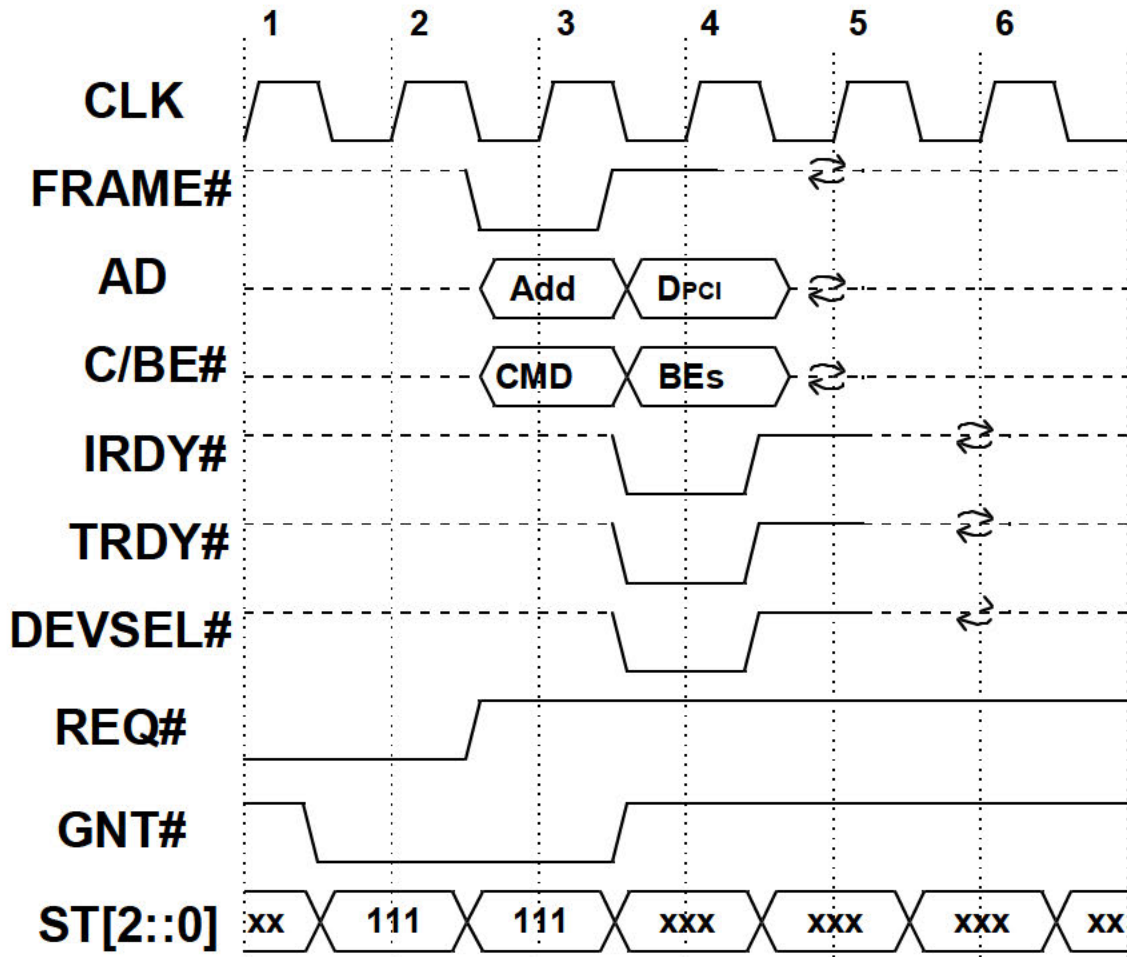 1 2 3 4 5 6
CLK
FRAME#
AD Add DPCI
C/BE# CMD BEs
IRDY#
TRDY#
DEVSEL#
REQ#
GNT#
ST[2::0] xx 111 111 xxx xxx xxx xx